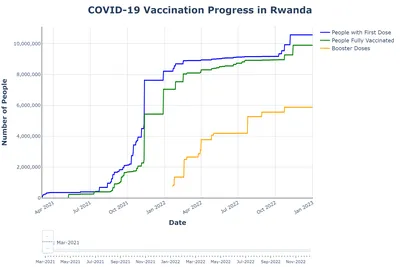 COVID-19 Vaccination Progress in Rwanda
People with First Dose
People Fully Vaccinated
Booster Doses
Number of People
10,000,000
8,000,000
6,000,000
4,000,000
2,000,000
0
Apr 2021
Jul 2021
Oct 2021
Jan 2022
Apr 2022
Jul 2022
Oct 2022
Jan 2023
Date
Mar-2021
Mar-2021 May-2021 Jul-2021 Sep-2021 Nov-2021 Jan-2022 Mar-2022 May-2022 Jul-2022 Sep-2022 Nov-2022